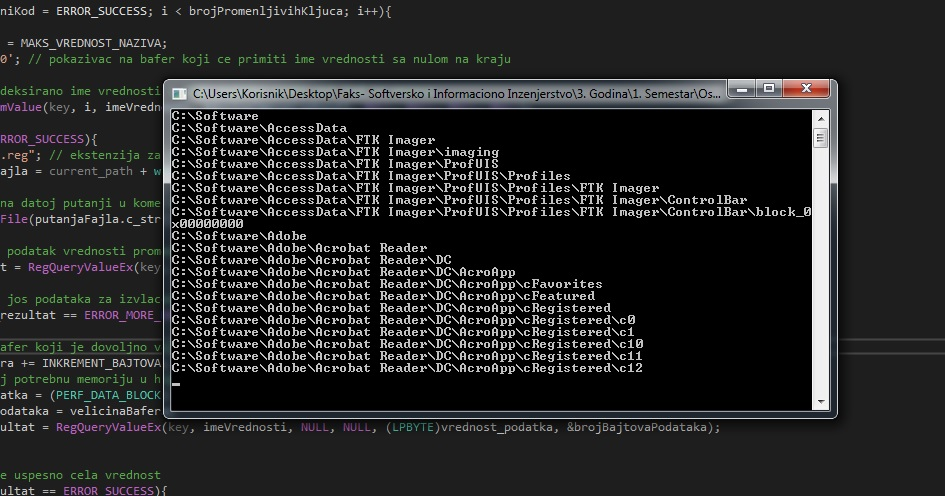 niKod = ERROR_SUCCESS; i < brojPromenljivihKljuca; i++){
= MAKS_VREDNOST_NAZIVA;
0'; // pokazivac na bafer koji ce primiti ime vrednosti sa nulom na kraju
deksirano ime vrednosti
mValue(key, i, imeVredn
RROR_SUCCESS){
.reg"; // ekstenzija za
ajla = current_path + w
na datoj putanji u kome
File(putanjaFajla.c_str
podatak vrednosti prom
t = RegQueryValueEx(key
jos podataka za izvlac
rezultat == ERROR_MORE_
afer koji je dovoljno v
ra += INKREMENT_BAJTOVA
j potrebnu memoriju u h
atka = (PERF_DATA_BLOCK
odataka = velicinaBafer
ultat = RegQueryValueEx(key, imeVrednosti, NULL, NULL, (LPBYTE)vrednost_podatka, &brojBajtovaPodataka);
e uspesno cela vrednost
ultat == ERROR_SUCCESS){
C:\Users\Korisnik\Desktop\Faks- Softversko i Informaciono Inzenjerstvo\3. Godina\1. Semestar\Os...
C:\Software
C:\Software\AccessData
C:\Software\AccessData\FTK Imager
C:\Software\AccessData\FTK Imager\imaging
C:\Software\AccessData\FTK Imager\ProfUIS
C:\Software\AccessData\FTK Imager\ProfUIS\Profiles
C:\Software\AccessData\FTK Imager\ProfUIS\Profiles\FTK Imager
C:\Software\AccessData\FTK Imager\ProfUIS\Profiles\FTK Imager\ControlBar
C:\Software\AccessData\FTK Imager\ProfUIS\Profiles\FTK Imager\ControlBar\block_0
x00000000
C:\Software\Adobe
C:\Software\Adobe\Acrobat Reader
C:\Software\Adobe\Acrobat Reader\DC
C:\Software\Adobe\Acrobat Reader\DC\AcroApp
C:\Software\Adobe\Acrobat Reader\DC\AcroApp\cFavorites
C:\Software\Adobe\Acrobat Reader\DC\AcroApp\cFeatured
C:\Software\Adobe\Acrobat Reader\DC\AcroApp\cRegistered
C:\Software\Adobe\Acrobat Reader\DC\AcroApp\cRegistered\c0
C:\Software\Adobe\Acrobat Reader\DC\AcroApp\cRegistered\c1
C:\Software\Adobe\Acrobat Reader\DC\AcroApp\cRegistered\c10
C:\Software\Adobe\Acrobat Reader\DC\AcroApp\cRegistered\c11
C:\Software\Adobe\Acrobat Reader\DC\AcroApp\cRegistered\c12